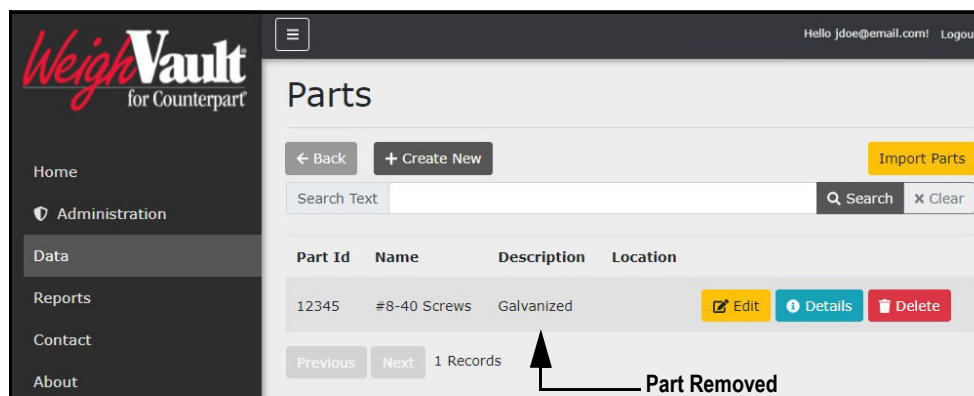 WeighVault
for Counterpart®
Hello jdoe@email.com! Logou
Parts
← Back + Create New Import Parts
Search Text Search × Clear
Home
Administration
Data
Reports
Contact
About
Part Id Name Description Location
12345 #8-40 Screws Galvanized Edit Details Delete
Previous Next 1 Records
Part Removed